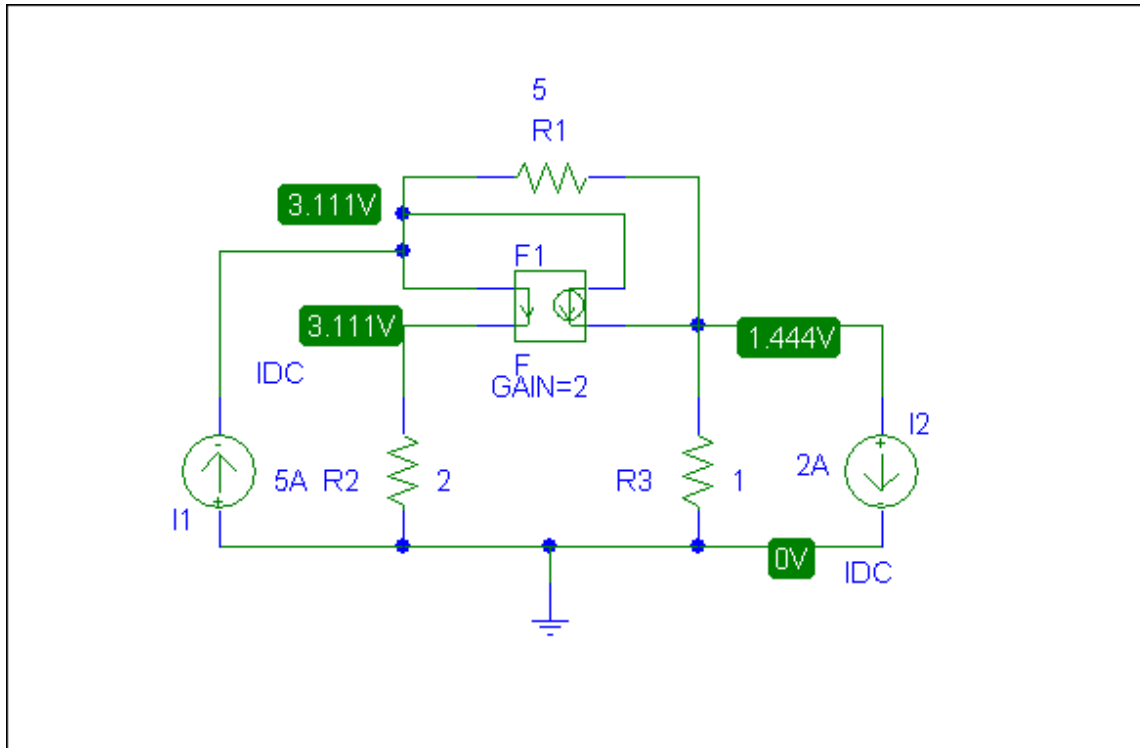 5
R1
3.111V
F1
3.111V
1.444V
IDC
F
GAIN=2
I2
5A
R2
2
R3
1
2A
I1
0V
IDC